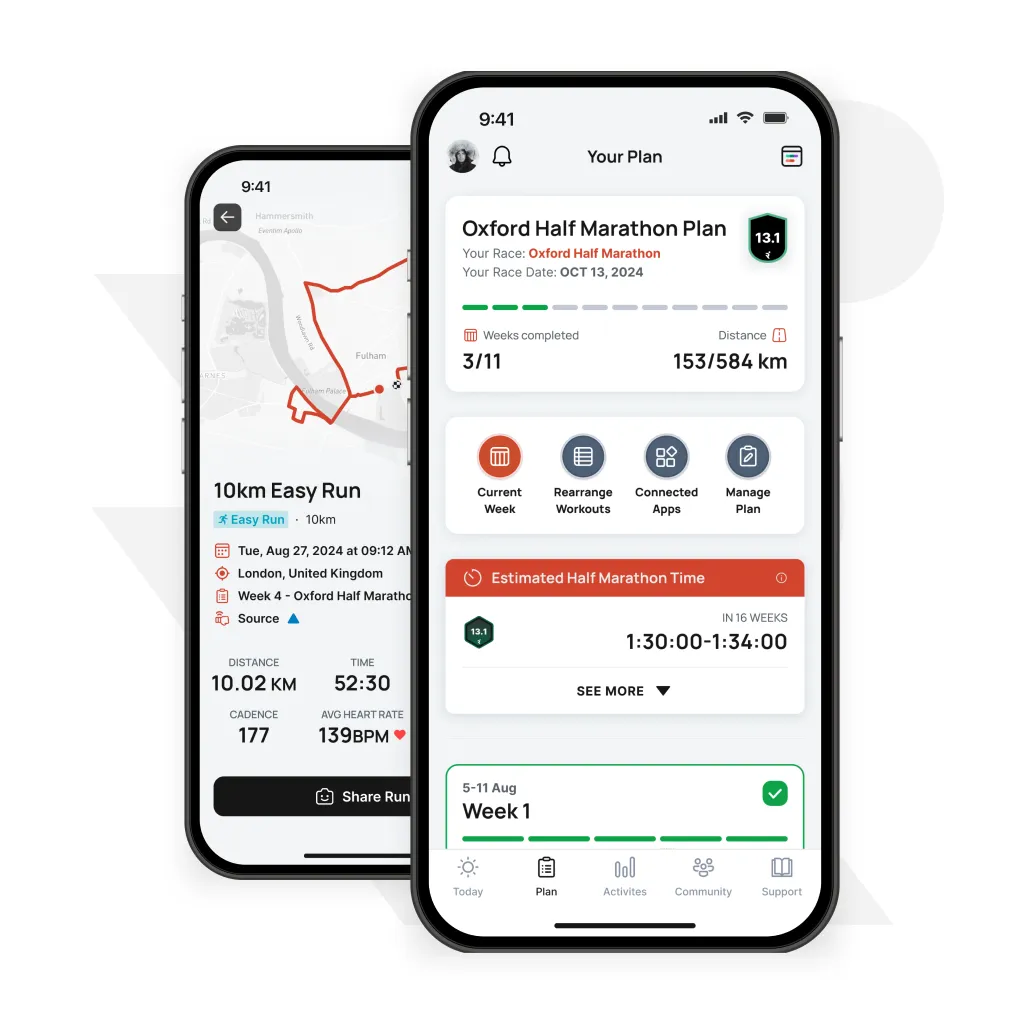 9:41
Hammersmith
Eventim Apollo
Woodlawn Rd
Fulham
Fulham Palace
ARNES
10km Easy Run
Easy Run · 10km
Tue, Aug 27, 2024 at 09:12 AM
London, United Kingdom
Week 4 - Oxford Half Maratho
Source
DISTANCE TIME
10.02 KM 52:30
CADENCE AVG HEART RATE
177 139BPM
Share Run
9:41
Your Plan
Oxford Half Marathon Plan
13.1
Your Race: Oxford Half Marathon
Your Race Date: OCT 13, 2024
Weeks completed Distance
3/11 153/584 km
Current Week
Rearrange Workouts
Connected Apps
Manage Plan
Estimated Half Marathon Time
IN 16 WEEKS
13.1
1:30:00-1:34:00
SEE MORE
5-11 Aug
Week 1
Today Plan Activites Community Support